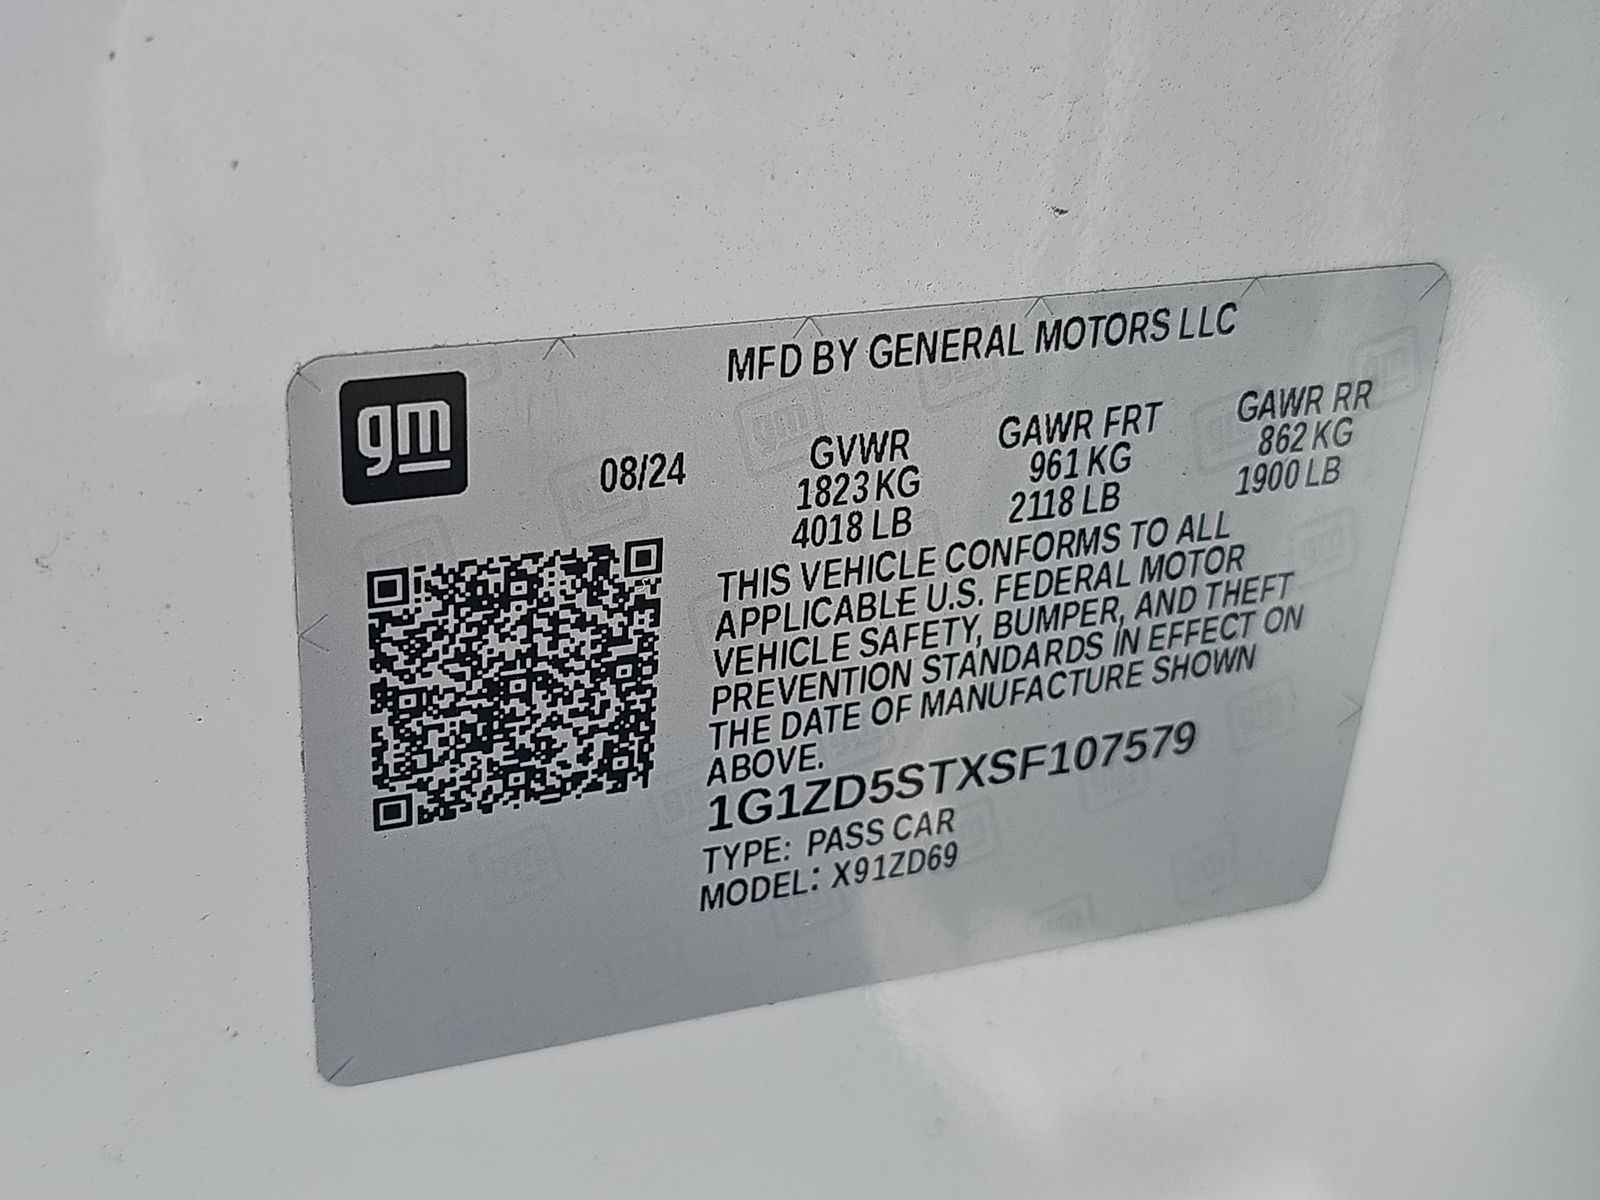 MFD BY GENERAL MOTORS LLC
gm
08/24
GVWR GAWR FRT GAWR RR
1823 KG 961 KG 862 KG
4018 LB 2118 LB 1900 LB
THIS VEHICLE CONFORMS TO ALL
APPLICABLE U.S. FEDERAL MOTOR
VEHICLE SAFETY, BUMPER, AND THEFT
PREVENTION STANDARDS IN EFFECT ON
THE DATE OF MANUFACTURE SHOWN
ABOVE.
1G1ZD5STXSF107579
TYPE: PASS CAR
MODEL: X91ZD69